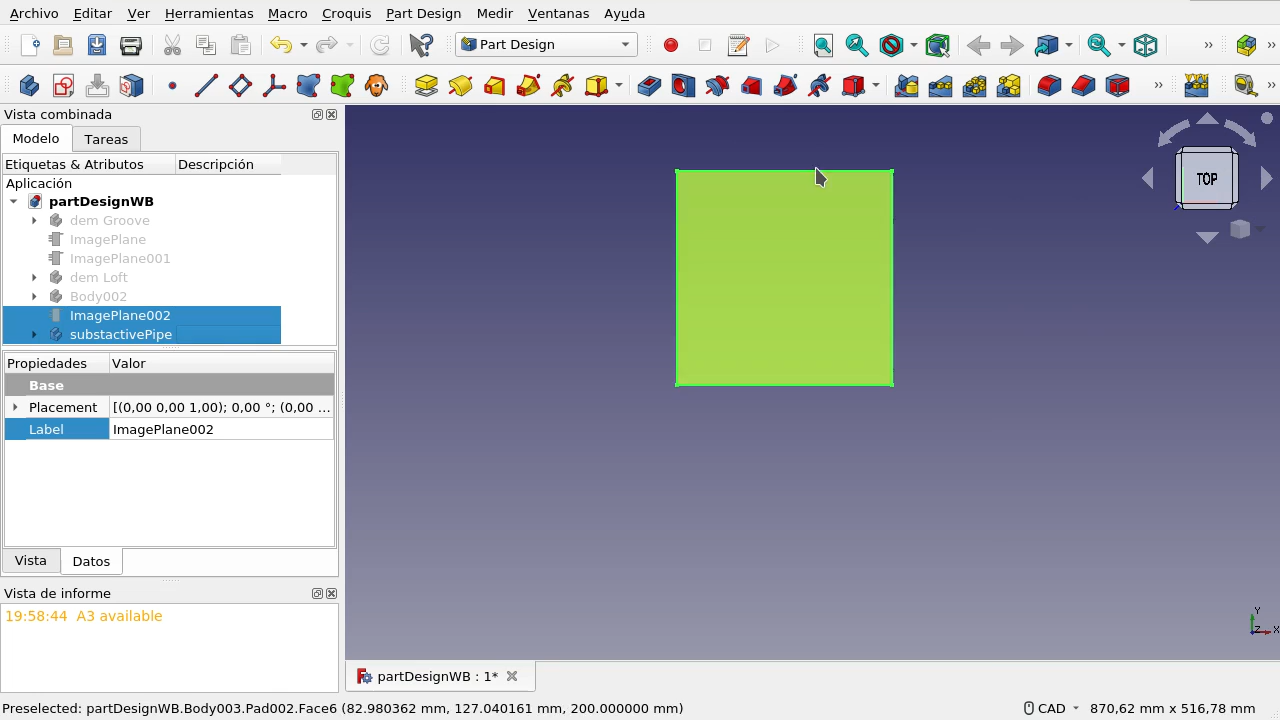 Archivo Editar Ver Herramientas Macro Croquis Part Design Medir Ventanas Ayuda
Part Design
Vista combinada
Modelo Tareas
Etiquetas & Atributos Descripción
Aplicación
partDesignWB
dem Groove
ImagePlane
ImagePlane001
dem Loft
Body002
ImagePlane002
substactivePipe
Propiedades Valor
Base
Placement [(0,00 0,00 1,00); 0,00 °; (0,00 ...
Label ImagePlane002
Vista Datos
Vista de informe
19:58:44 A3 available
TOP
Y
Z X
partDesignWB : 1*
Preselected: partDesignWB.Body003.Pad002.Face6 (82.980362 mm, 127.040161 mm, 200.000000 mm) CAD 870,62 mm x 516,78 mm